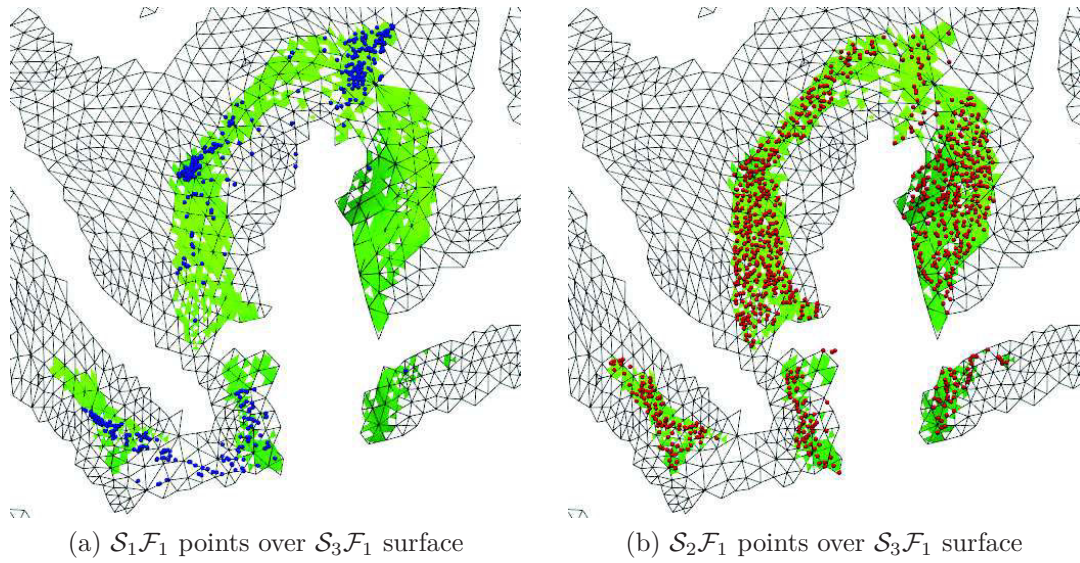 (a) 𝒮₁ℱ₁ points over 𝒮₃ℱ₁ surface
(b) 𝒮₂ℱ₁ points over 𝒮₃ℱ₁ surface